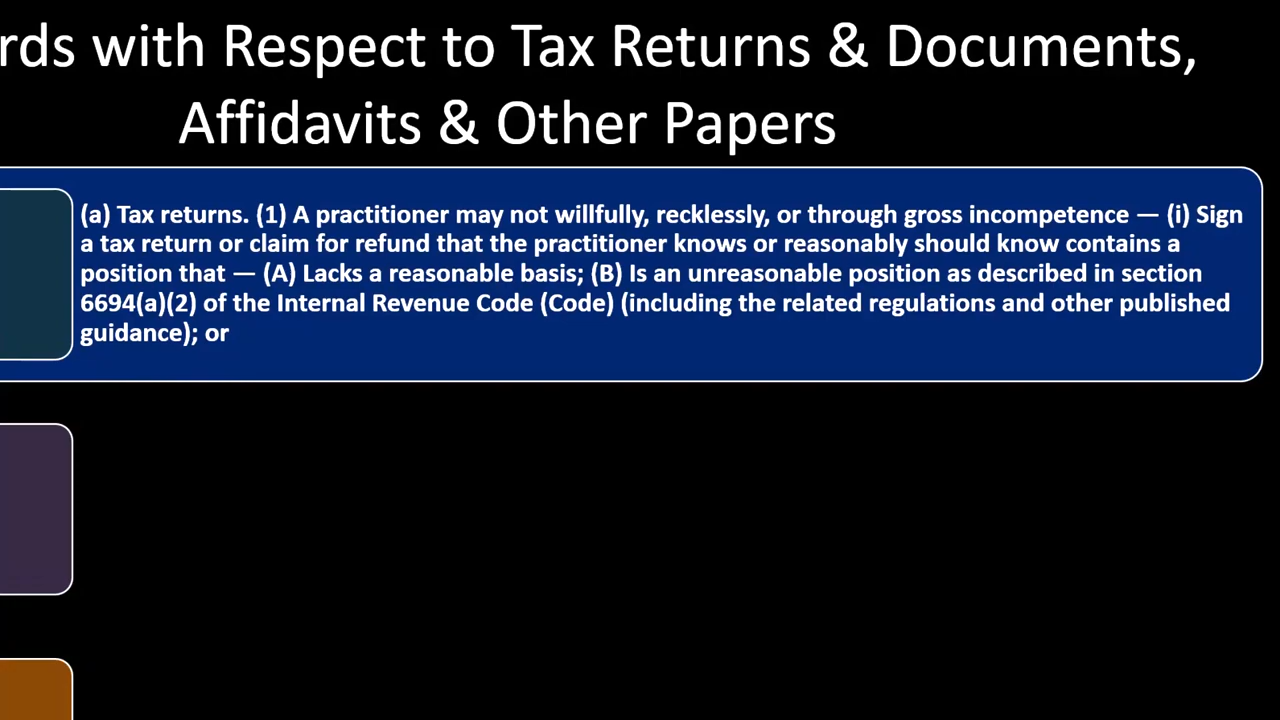 rds with Respect to Tax Returns & Documents,
Affidavits & Other Papers
(a) Tax returns. (1) A practitioner may not willfully, recklessly, or through gross incompetence — (i) Sign
a tax return or claim for refund that the practitioner knows or reasonably should know contains a
position that — (A) Lacks a reasonable basis; (B) Is an unreasonable position as described in section
6694(a)(2) of the Internal Revenue Code (Code) (including the related regulations and other published
guidance); or